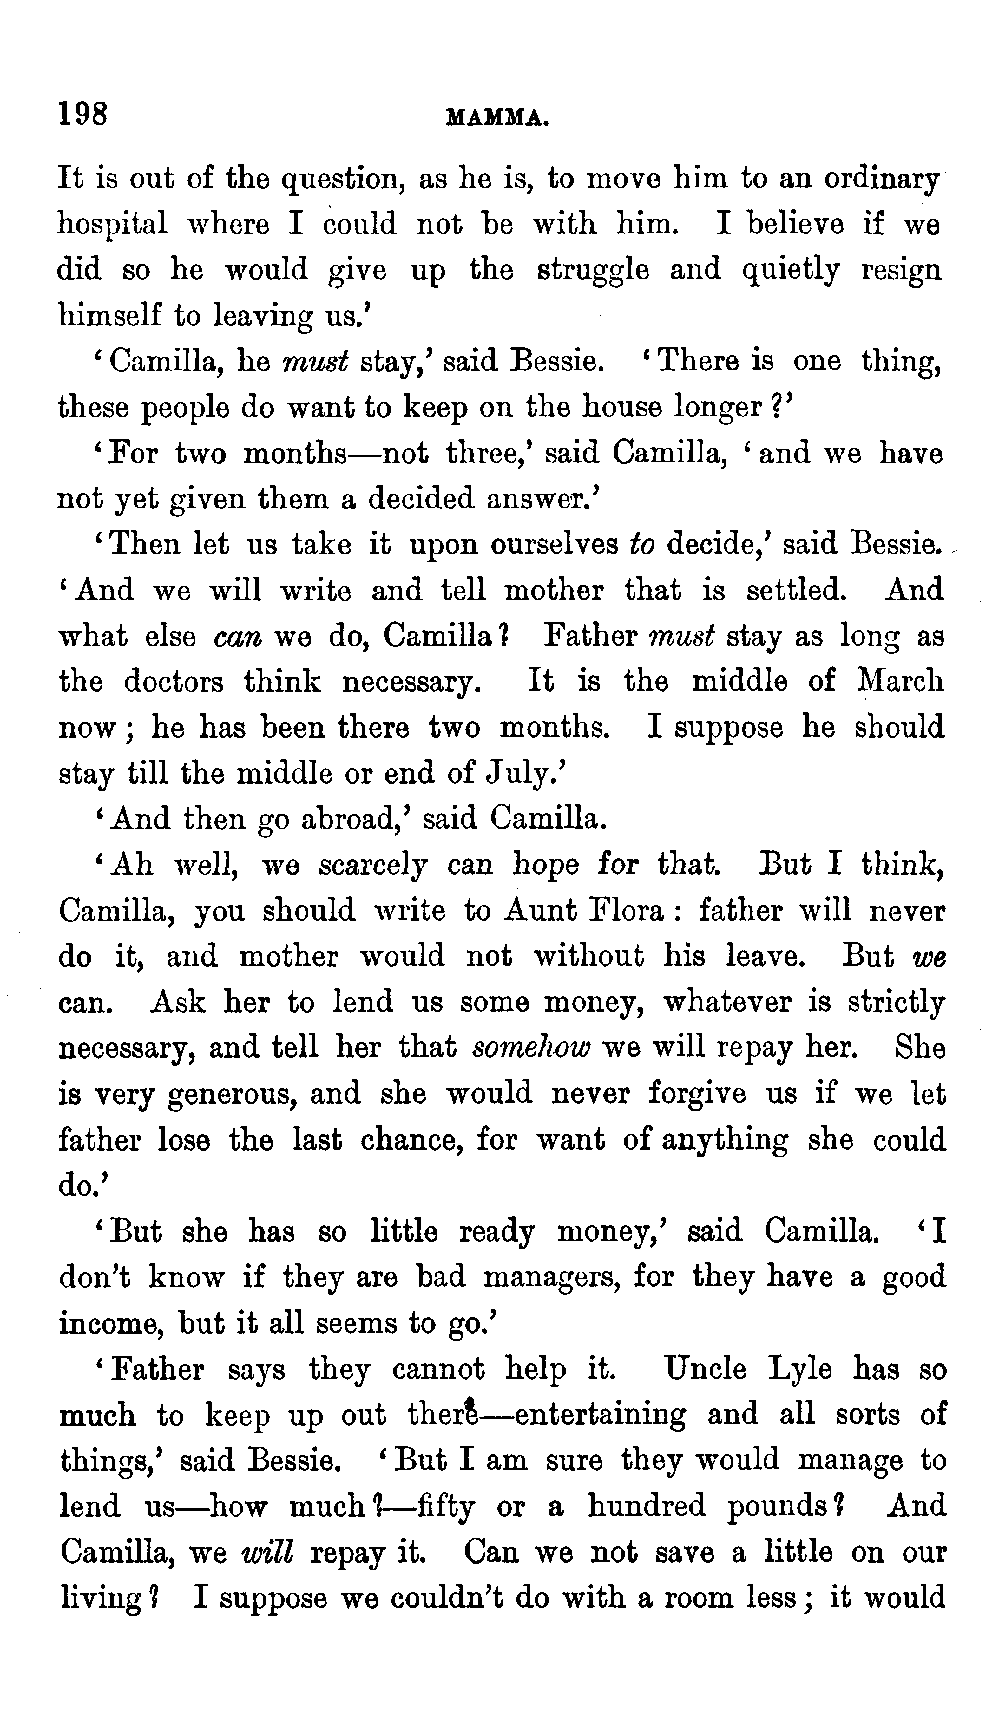 198 MAMMA.
It is out of the question, as he is, to move him to an ordinary
hospital where I could not be with him. I believe if we
did so he would give up the struggle and quietly resign
himself to leaving us.'
'Camilla, he must stay,' said Bessie. 'There is one thing,
these people do want to keep on the house longer?'
'For two months—not three,' said Camilla, 'and we have
not yet given them a decided answer.'
'Then let us take it upon ourselves to decide,' said Bessie.
'And we will write and tell mother that is settled. And
what else can we do, Camilla? Father must stay as long as
the doctors think necessary. It is the middle of March
now; he has been there two months. I suppose he should
stay till the middle or end of July.'
'And then go abroad,' said Camilla.
'Ah well, we scarcely can hope for that. But I think,
Camilla, you should write to Aunt Flora: father will never
do it, and mother would not without his leave. But we
can. Ask her to lend us some money, whatever is strictly
necessary, and tell her that somehow we will repay her. She
is very generous, and she would never forgive us if we let
father lose the last chance, for want of anything she could
do.'
'But she has so little ready money,' said Camilla. 'I
don't know if they are bad managers, for they have a good
income, but it all seems to go.'
'Father says they cannot help it. Uncle Lyle has so
much to keep up out there—entertaining and all sorts of
things,' said Bessie. 'But I am sure they would manage to
lend us—how much?—fifty or a hundred pounds? And
Camilla, we will repay it. Can we not save a little on our
living? I suppose we couldn't do with a room less; it would